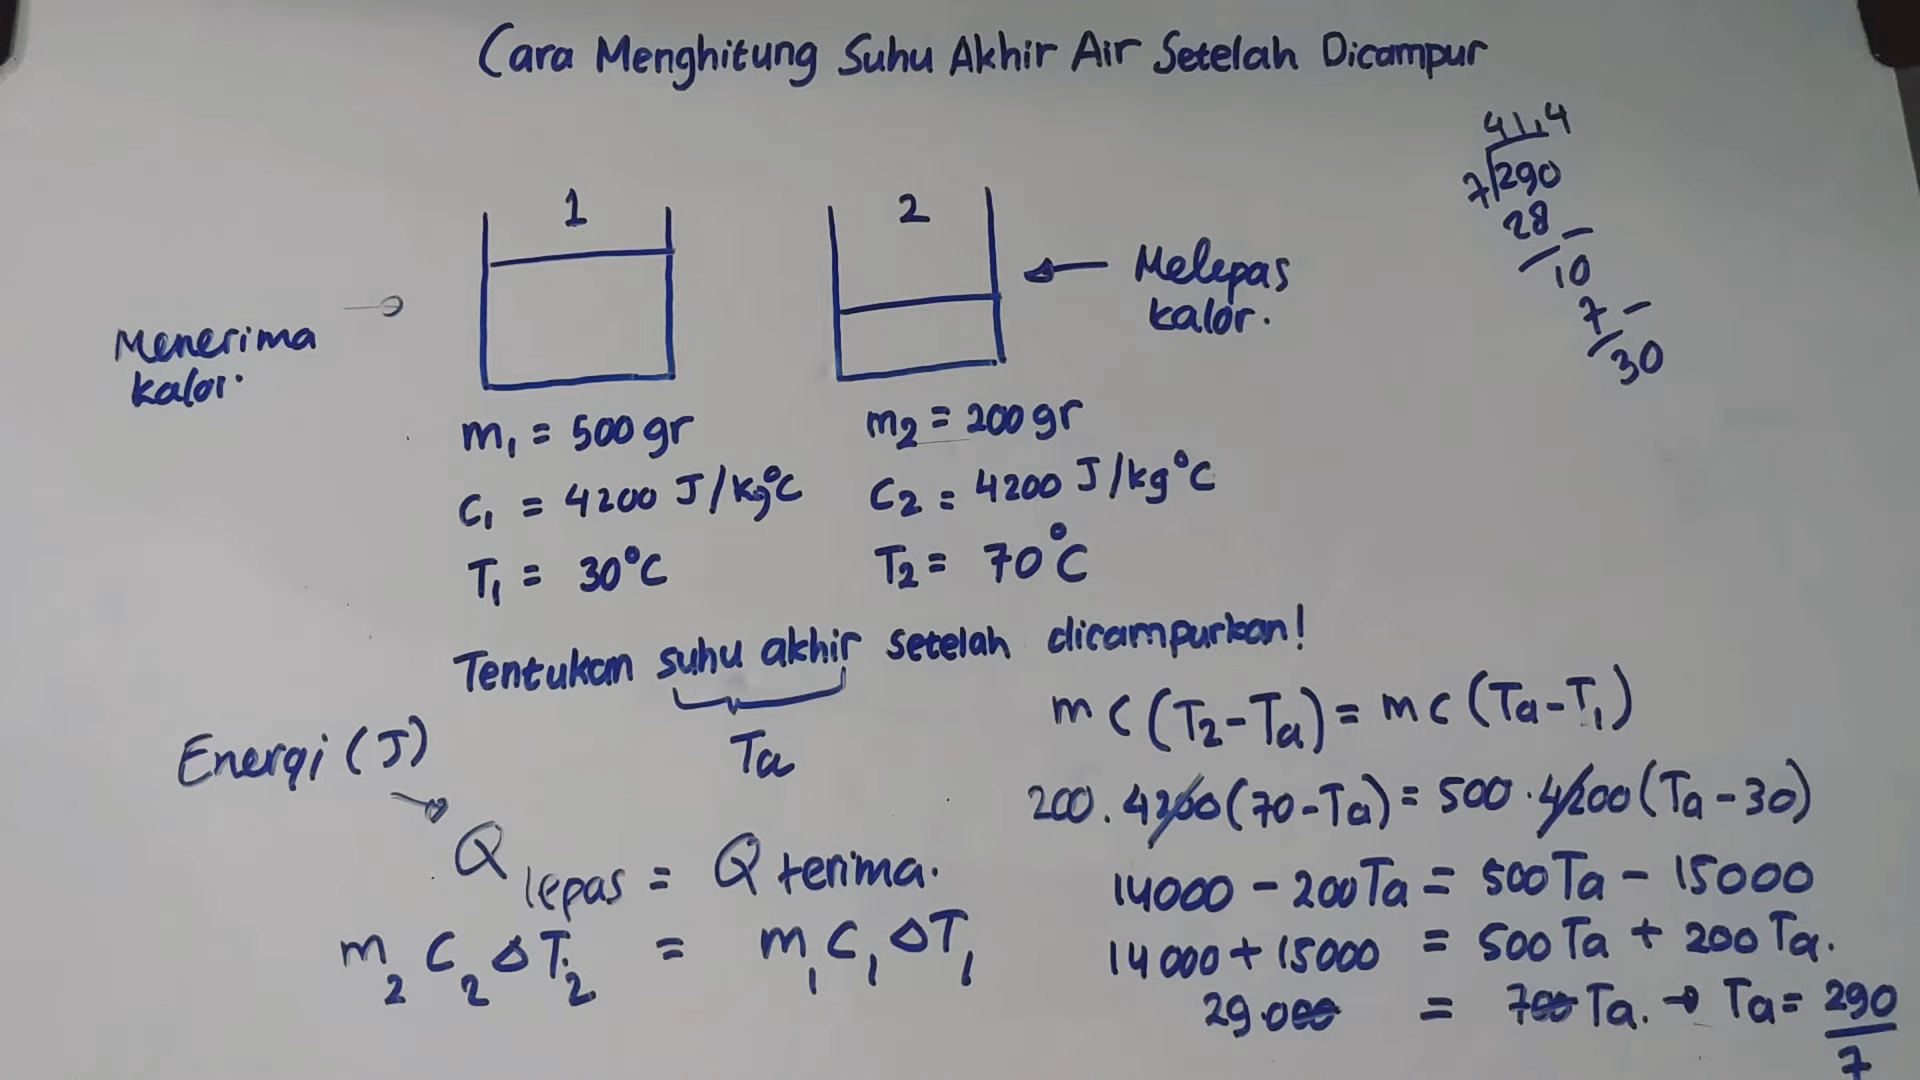 Cara Menghitung Suhu Akhir Air Setelah Dicampur
41,4
7/290
28 -
10
7 -
30
1
2
Menerima
kalor.
Melepas
kalor.
m₁ = 500 gr
C₁ = 4200 J/kg°C
T₁ = 30°C
m₂ = 200 gr
C₂ = 4200 J/kg°C
T₂ = 70°C
Tentukan suhu akhir setelah dicampurkan!
Ta
Energi (J)
Q lepas = Q terima.
m₂ C₂ ΔT₂ = m₁ C₁ ΔT₁
m C (T₂ - Ta) = m C (Ta - T₁)
200 . 4200 (70 - Ta) = 500 . 4200 (Ta - 30)
14000 - 200 Ta = 500 Ta - 15000
14000 + 15000 = 500 Ta + 200 Ta.
29.000 = 700 Ta. → Ta = 290/7